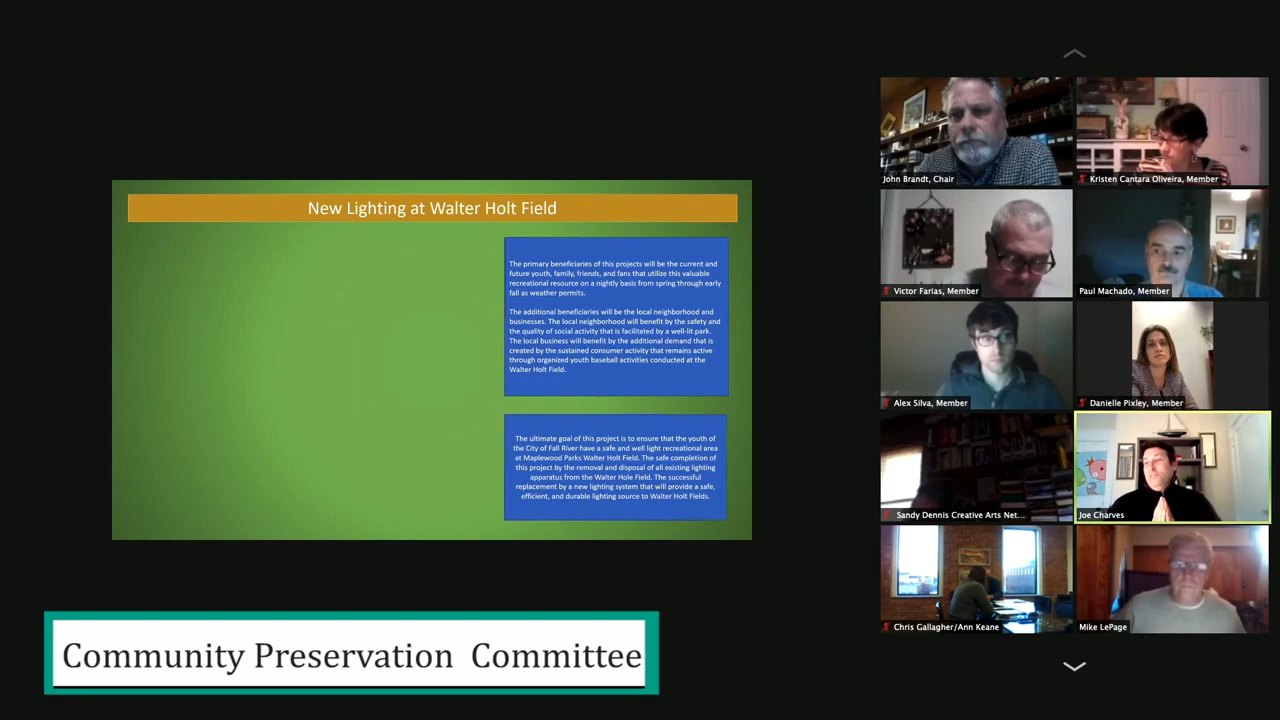 New Lighting at Walter Holt Field
The primary beneficiaries of this projects will be the current and
future youth, family, friends, and fans that utilize this valuable
recreational resource on a nightly basis from spring through early
fall as weather permits.
The additional beneficiaries will be the local neighborhood and
businesses. The local neighborhood will benefit by the safety and
the quality of social activity that is facilitated by a well-lit park.
The local business will benefit by the additional demand that is
created by the sustained consumer activity that remains active
through organized youth baseball activities conducted at the
Walter Holt Field.
The ultimate goal of this project is to ensure that the youth of
the City of Fall River have a safe and well light recreational area
at Maplewood Parks Walter Holt Field. The safe completion of
this project by the removal and disposal of all existing lighting
apparatus from the Walter Hole Field. The successful
replacement by a new lighting system that will provide a safe,
efficient, and durable lighting source to Walter Holt Fields.
John Brandt, Chair
Kristen Cantara Oliveira, Member
Victor Farias, Member
Paul Machado, Member
Alex Silva, Member
Danielle Pixley, Member
Sandy Dennis Creative Arts Net...
Joe Charves
Chris Gallagher/Ann Keane
Mike LePage
Community Preservation Committee